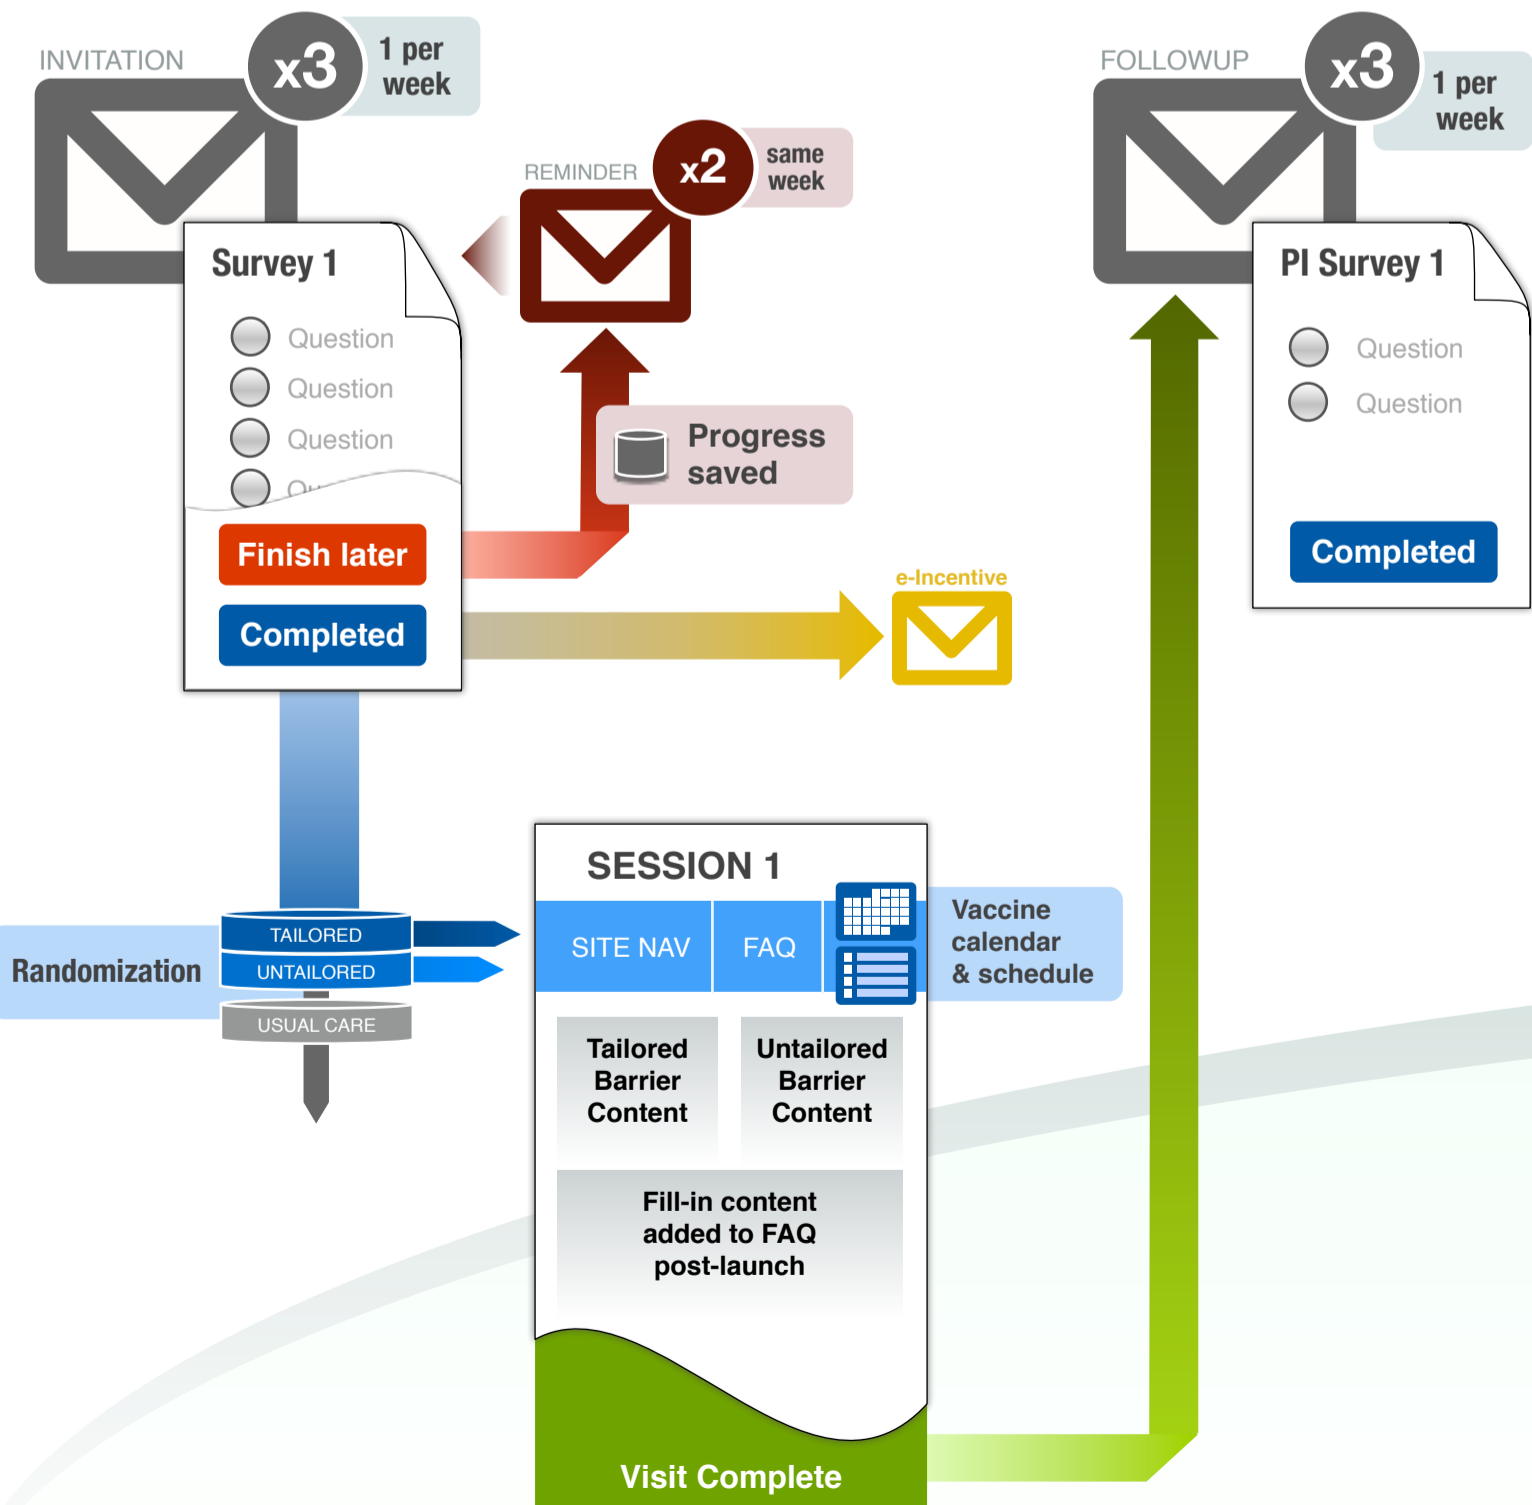 INVITATION
x3
1 per
week
REMINDER
x2
same
week
FOLLOWUP
x3
1 per
week
Survey 1
Question
Question
Question
Finish later
Completed
Progress
saved
e-Incentive
PI Survey 1
Question
Question
Completed
Randomization
TAILORED
UNTAILORED
USUAL CARE
SESSION 1
SITE NAV
FAQ
Vaccine
calendar
& schedule
Tailored
Barrier
Content
Untailored
Barrier
Content
Fill-in content
added to FAQ
post-launch
Visit Complete